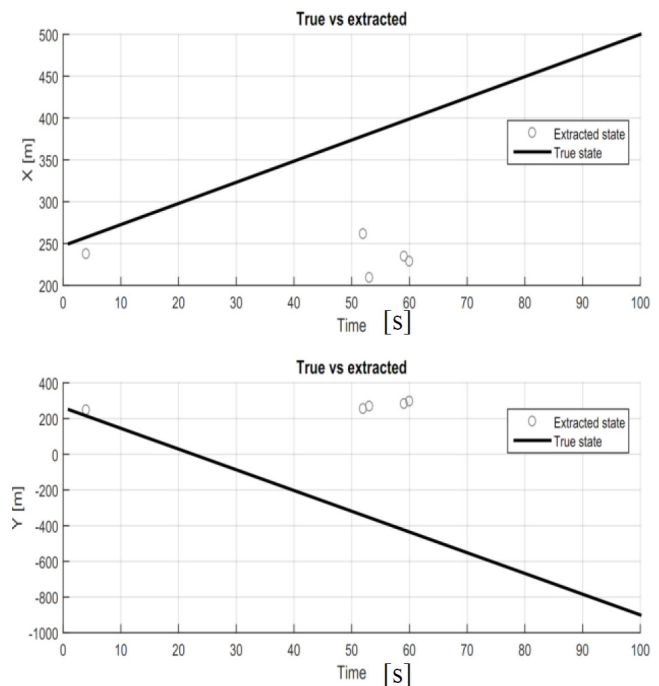 True vs extracted
500
450
400
350
300
250
200
X [m]
Extracted state
True state
0 10 20 30 40 50 60 70 80 90 100
Time [s]
True vs extracted
400
200
0
-200
-400
-600
-800
-1000
Y [m]
Extracted state
True state
0 10 20 30 40 50 60 70 80 90 100
Time [s]